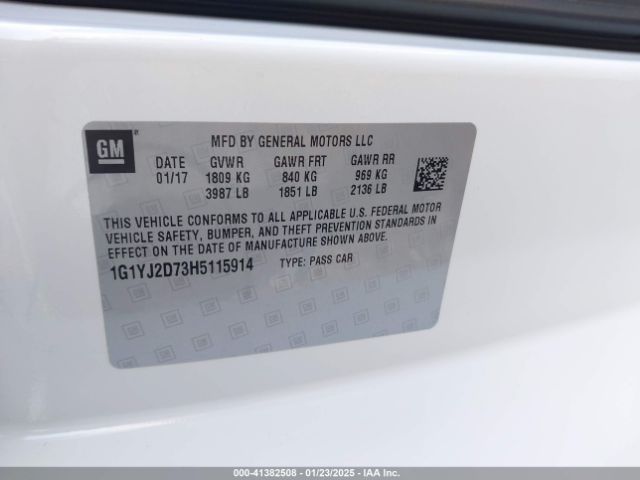 GM
MFD BY GENERAL MOTORS LLC
DATE GVWR GAWR FRT GAWR RR
01/17 1809 KG 840 KG 969 KG
3987 LB 1851 LB 2136 LB
THIS VEHICLE CONFORMS TO ALL APPLICABLE U.S. FEDERAL MOTOR
VEHICLE SAFETY, BUMPER, AND THEFT PREVENTION STANDARDS IN
EFFECT ON THE DATE OF MANUFACTURE SHOWN ABOVE.
1G1YJ2D73H5115914 TYPE: PASS CAR
000-41382508 - 01/23/2025 - IAAI.com